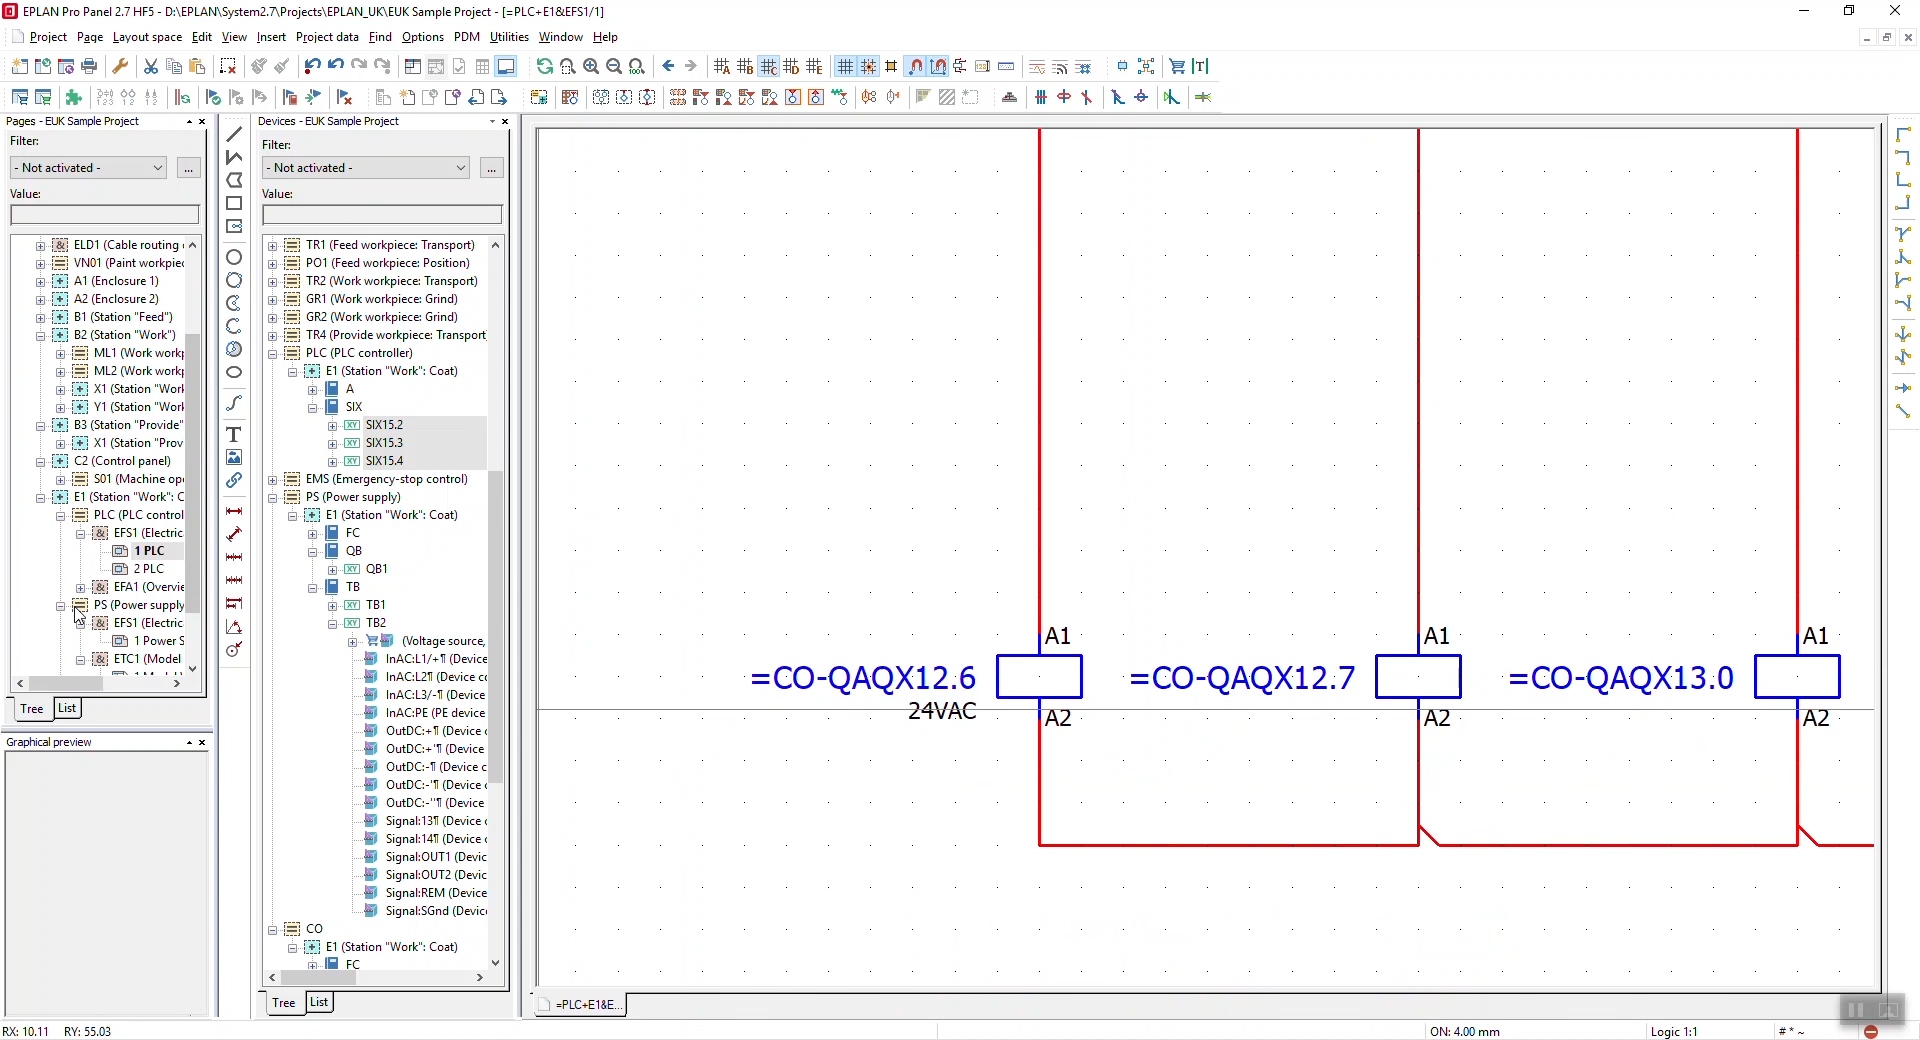 EPLAN Pro Panel 2.7 HF5 - D:\EPLAN\System2.7\Projects\EPLAN_UK\EUK Sample Project - [=PLC+E1&EFS1/1]
Project Page Layout space Edit View Insert Project data Find Options PDM Utilities Window Help
Pages - EUK Sample Project
Filter:
- Not activated -
...
Value:
ELD1 (Cable routing
VN01 (Paint workpiec
A1 (Enclosure 1)
A2 (Enclosure 2)
B1 (Station "Feed")
B2 (Station "Work")
ML1 (Work workp
ML2 (Work workp
X1 (Station "Work
Y1 (Station "Work
B3 (Station "Provide"
X1 (Station "Prov
C2 (Control panel)
S01 (Machine ope
E1 (Station "Work": C
PLC (PLC control
EFS1 (Electric
1 PLC
2 PLC
EFA1 (Overvie
PS (Power supply
EFS1 (Electric
1 Power S
ETC1 (Model
Tree List
Graphical preview
Devices - EUK Sample Project
Filter:
- Not activated -
...
Value:
TR1 (Feed workpiece: Transport)
PO1 (Feed workpiece: Position)
TR2 (Work workpiece: Transport)
GR1 (Work workpiece: Grind)
GR2 (Work workpiece: Grind)
TR4 (Provide workpiece: Transport
PLC (PLC controller)
E1 (Station "Work": Coat)
A
SIX
SIX15.2
SIX15.3
SIX15.4
EMS (Emergency-stop control)
PS (Power supply)
E1 (Station "Work": Coat)
FC
QB
QB1
TB
TB1
TB2
(Voltage source,
InAC:L1/+¶ (Device
InAC:L2¶ (Device co
InAC:L3/-¶ (Device
InAC:PE (PE device
OutDC:+¶ (Device c
OutDC:+'¶ (Device
OutDC:-¶ (Device c
OutDC:-'¶ (Device
OutDC:-''¶ (Device
Signal:13¶ (Device c
Signal:14¶ (Device c
Signal:OUT1 (Devic
Signal:OUT2 (Devic
Signal:REM (Device
Signal:SGnd (Devic
CO
E1 (Station "Work": Coat)
FC
Tree List
A1 A1 A1
=CO-QAQX12.6 =CO-QAQX12.7 =CO-QAQX13.0
24VAC A2 A2 A2
=PLC+E1&E...
RX: 10.11 RY: 55.03 ON: 4.00 mm Logic 1:1 # * ~